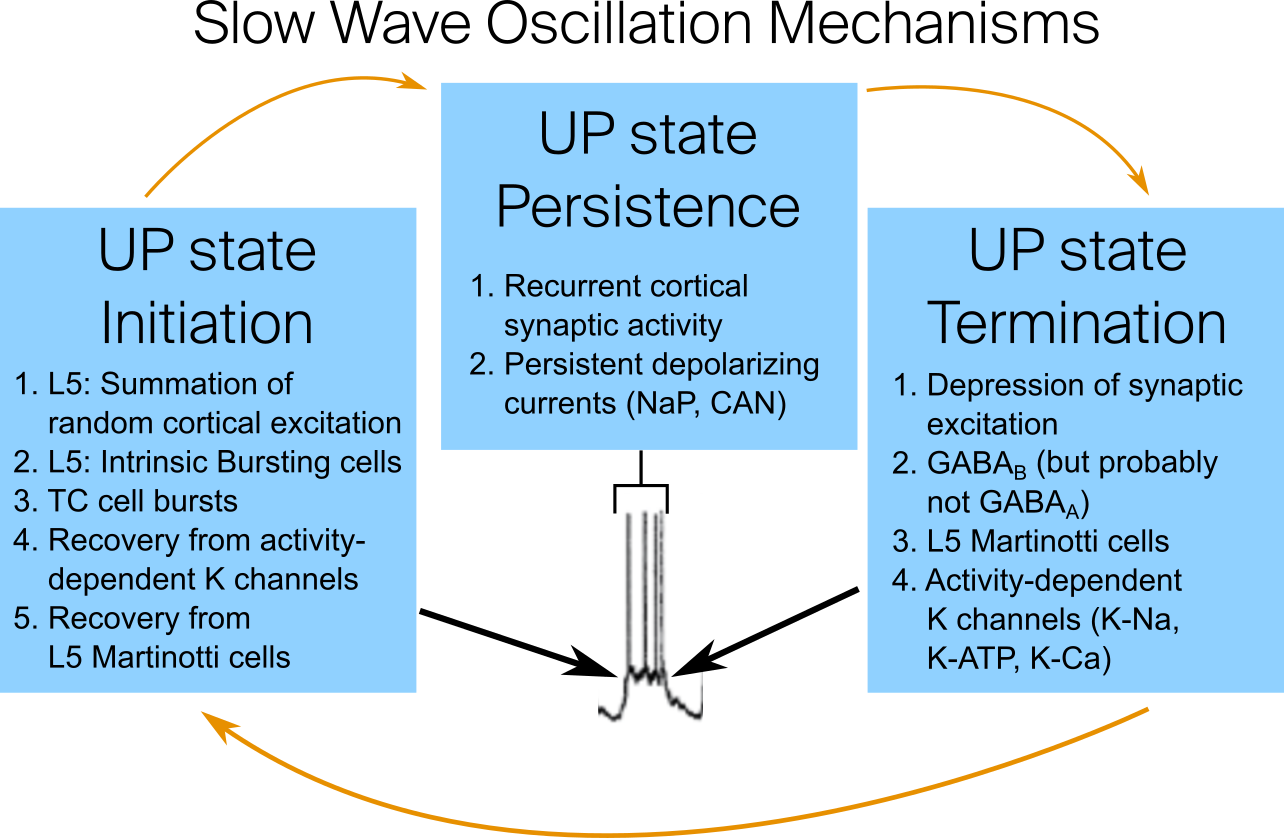 Slow Wave Oscillation Mechanisms
UP state
Persistence
1. Recurrent cortical
synaptic activity
2. Persistent depolarizing
currents (NaP, CAN)
UP state
Initiation
1. L5: Summation of
random cortical excitation
2. L5: Intrinsic Bursting cells
3. TC cell bursts
4. Recovery from activity-
dependent K channels
5. Recovery from
L5 Martinotti cells
UP state
Termination
1. Depression of synaptic
excitation
2. GABA_B (but probably
not GABA_A)
3. L5 Martinotti cells
4. Activity-dependent
K channels (K-Na,
K-ATP, K-Ca)